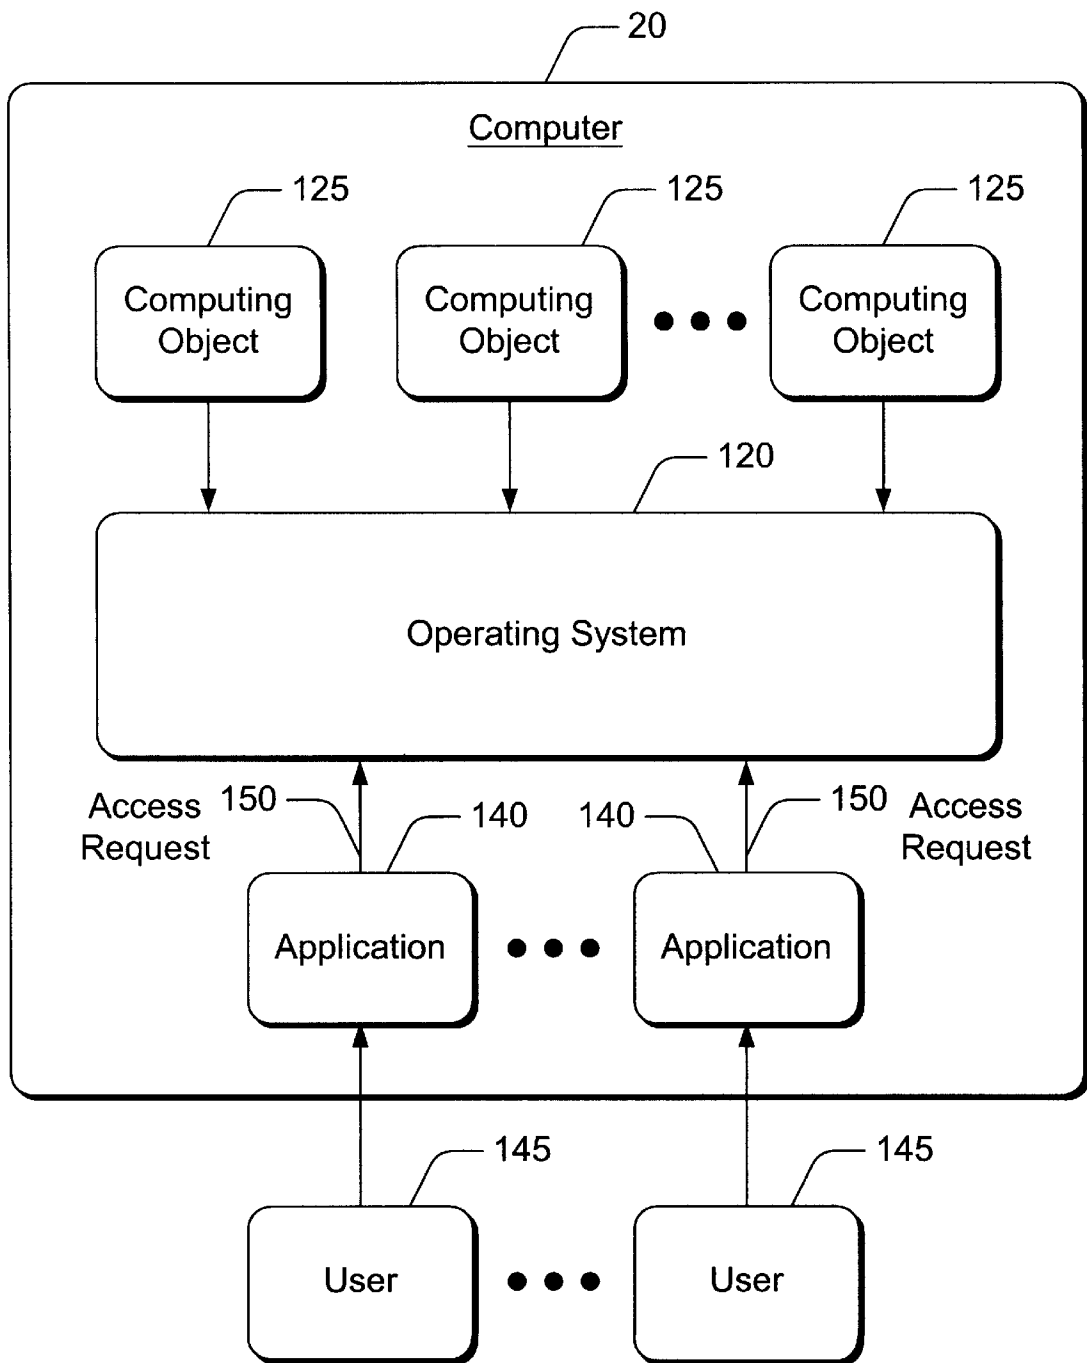 20
Computer
125
125
125
Computing
Object
Computing
Object
Computing
Object
120
Operating System
Access
Request
150
140
140
150
Access
Request
Application
Application
145
145
User
User